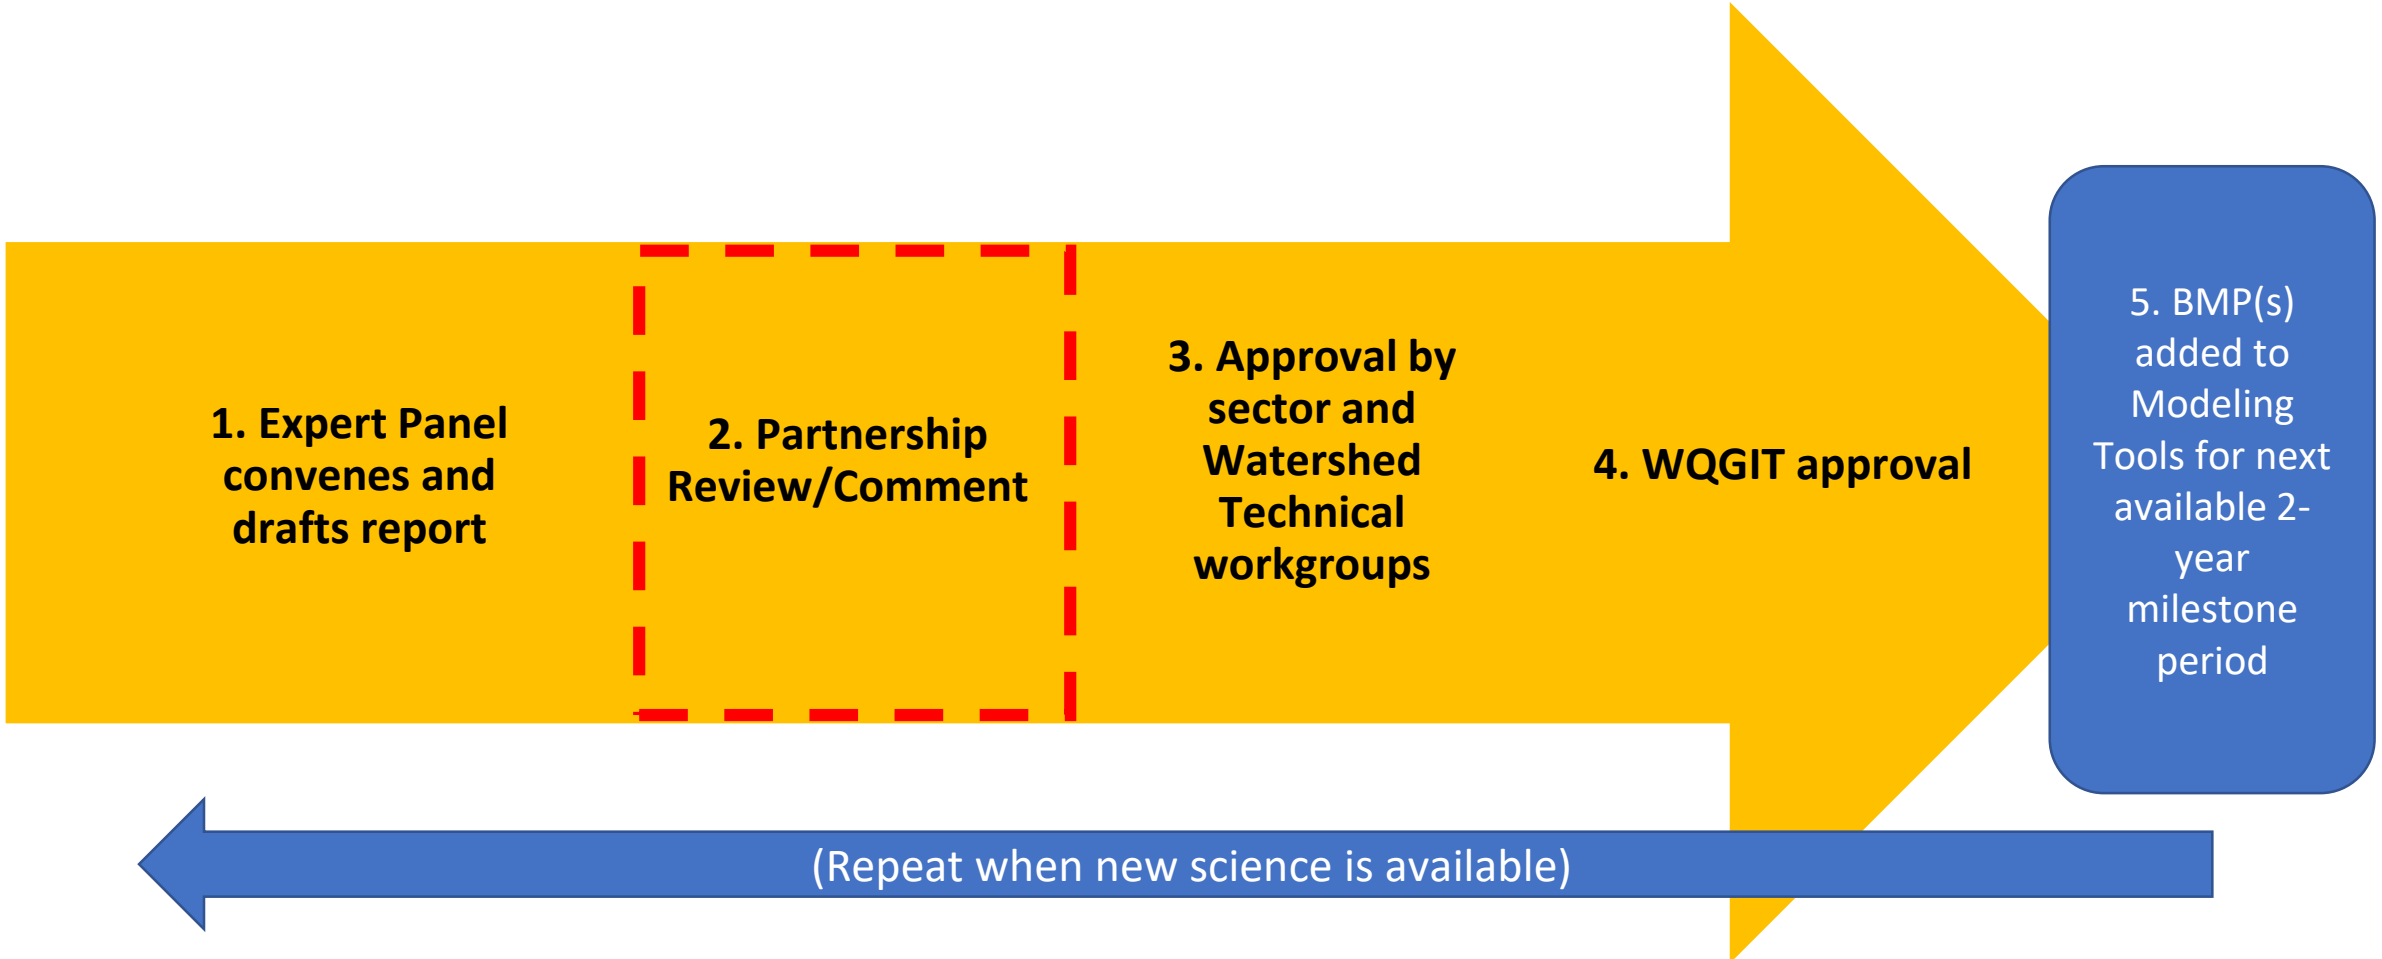 1. Expert Panel
convenes and
drafts report
2. Partnership
Review/Comment
3. Approval by
sector and
Watershed
Technical
workgroups
4. WQGIT approval
5. BMP(s)
added to
Modeling
Tools for next
available 2-
year
milestone
period
(Repeat when new science is available)